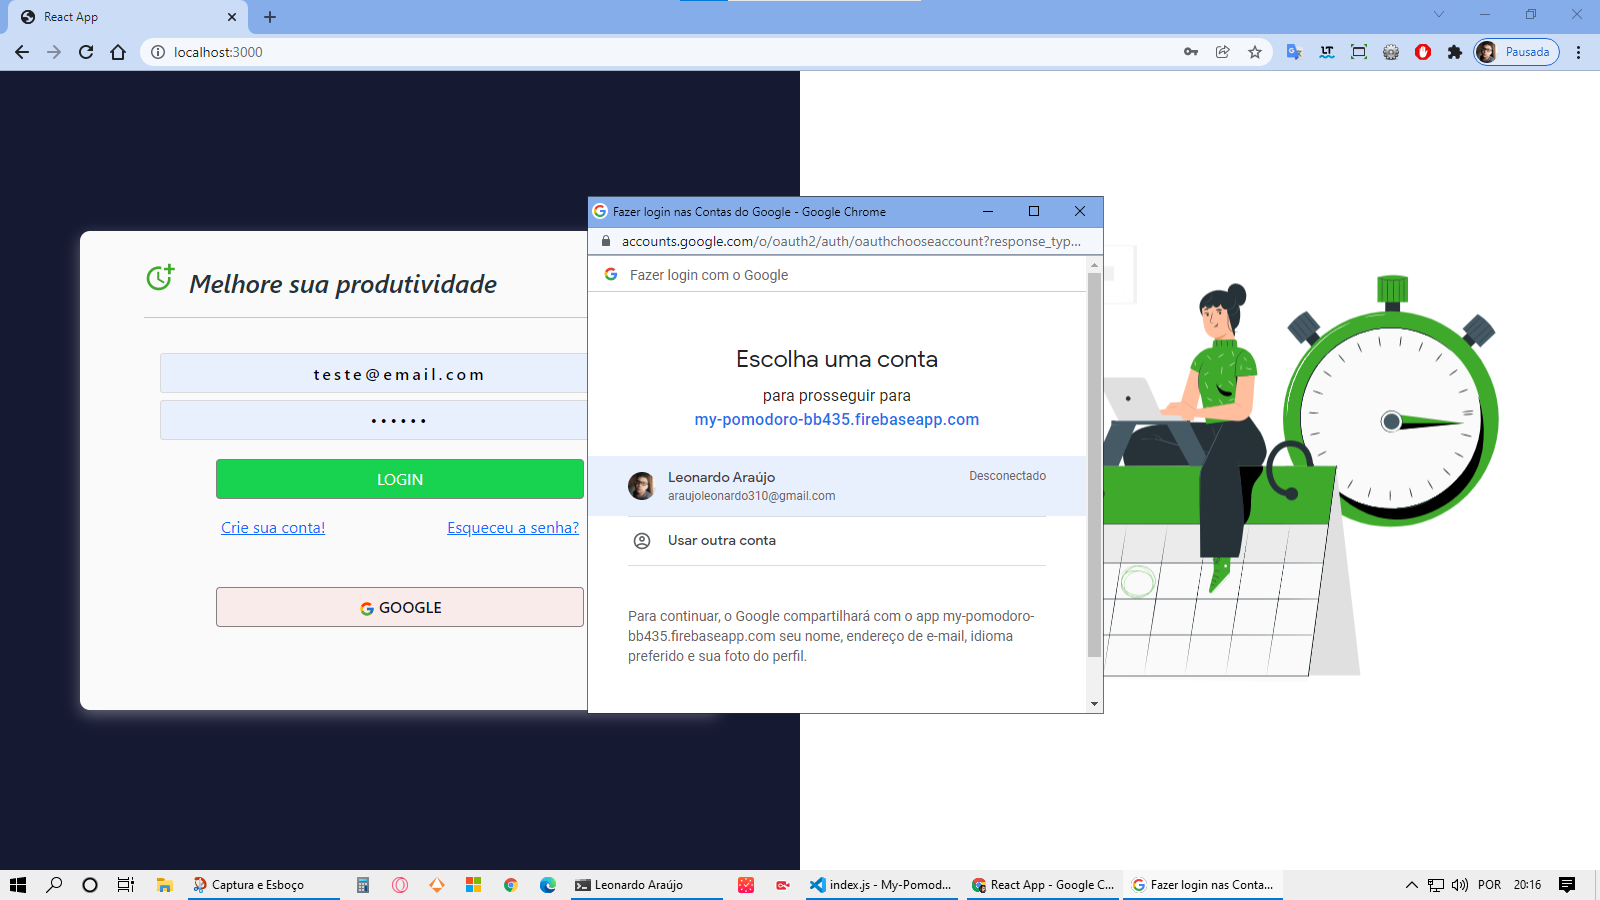 React App
localhost:3000
Pausada
Melhore sua produtividade
teste@email.com
••••••
LOGIN
Crie sua conta!
Esqueceu a senha?
GOOGLE
Fazer login nas Contas do Google - Google Chrome
accounts.google.com/o/oauth2/auth/oauthchooseaccount?response_typ...
Fazer login com o Google
Escolha uma conta
para prosseguir para
my-pomodoro-bb435.firebaseapp.com
Leonardo Araújo
Desconectado
araujoleonardo310@gmail.com
Usar outra conta
Para continuar, o Google compartilhará com o app my-pomodoro-
bb435.firebaseapp.com seu nome, endereço de e-mail, idioma
preferido e sua foto do perfil.
Captura e Esboço
Leonardo Araújo
index.js - My-Pomod...
React App - Google C...
Fazer login nas Conta...
POR
20:16